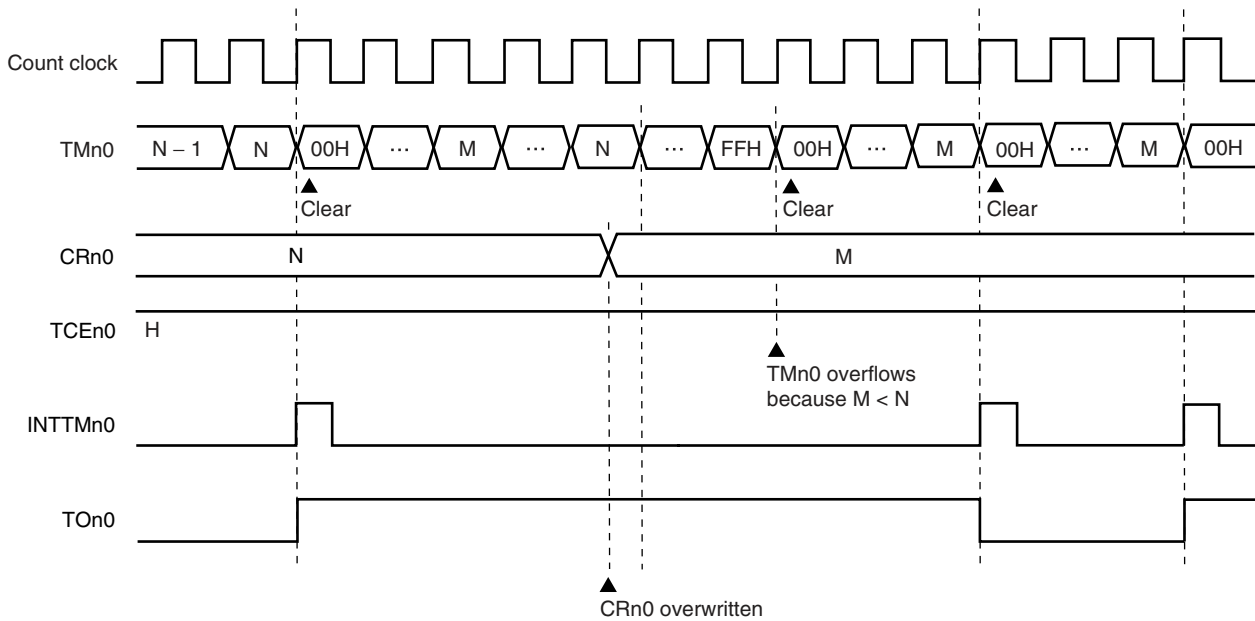 Count clock
TMn0 N – 1 N 00H ··· M ··· N ··· FFH 00H ··· M 00H ··· M 00H
Clear Clear Clear
CRn0 N M
TCEn0 H
TMn0 overflows
because M < N
INTTMn0
TOn0
CRn0 overwritten